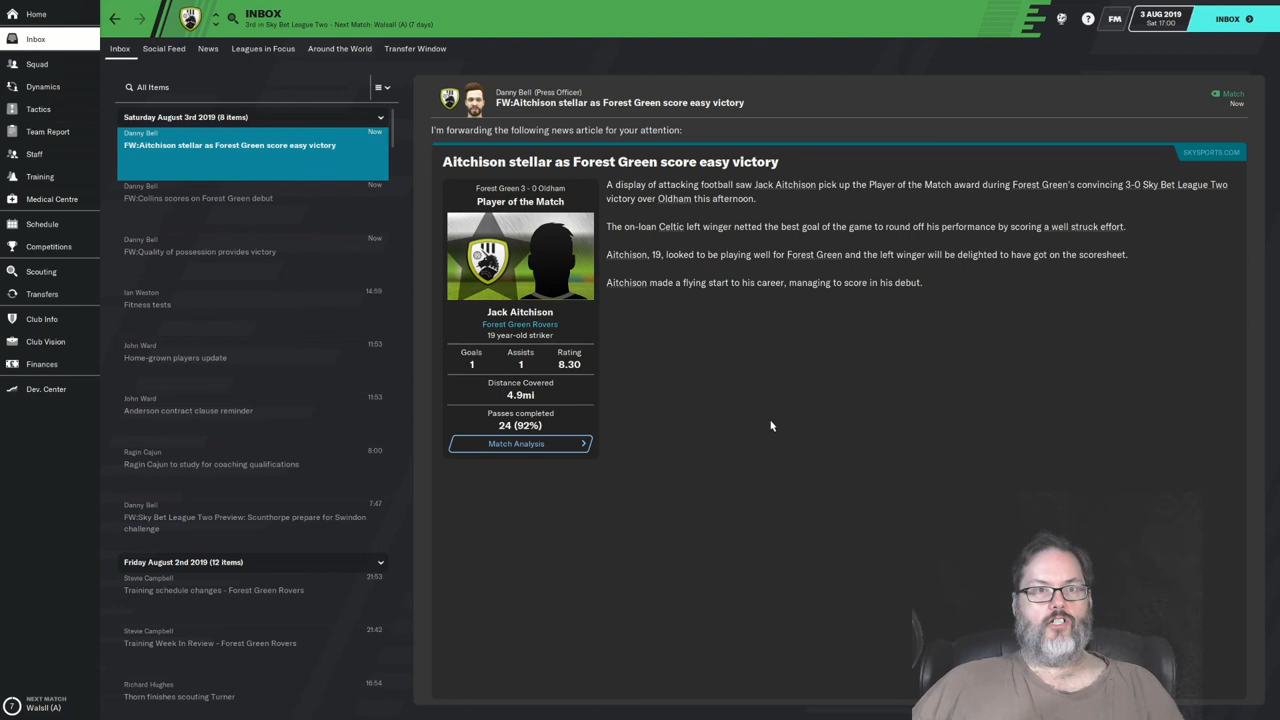 Home
Inbox
Squad
Dynamics
Tactics
Team Report
Staff
Training
Medical Centre
Schedule
Competitions
Scouting
Transfers
Club Info
Club Vision
Finances
Dev. Center
7
NEXT MATCH
Walsll (A)
INBOX
3rd in Sky Bet League Two - Next Match: Walsall (A) (7 days)
?
FM
3 AUG 2019
Sat 17:00
INBOX
Inbox
Social Feed
News
Leagues in Focus
Around the World
Transfer Window
All Items
Saturday August 3rd 2019 (8 items)
Danny Bell Now
FW:Aitchison stellar as Forest Green score easy victory
Danny Bell Now
FW:Collins scores on Forest Green debut
Danny Bell Now
FW:Quality of possession provides victory
Ian Weston 14:59
Fitness tests
John Ward 11:53
Home-grown players update
John Ward 11:53
Anderson contract clause reminder
Ragin Cajun 8:00
Ragin Cajun to study for coaching qualifications
Danny Bell 7:47
FW:Sky Bet League Two Preview: Scunthorpe prepare for Swindon
challenge
Friday August 2nd 2019 (12 items)
Stevie Campbell 21:53
Training schedule changes - Forest Green Rovers
Stevie Campbell 21:42
Training Week In Review - Forest Green Rovers
Richard Hughes 16:54
Thorn finishes scouting Turner
Danny Bell (Press Officer)
FW:Aitchison stellar as Forest Green score easy victory
Match
Now
I'm forwarding the following news article for your attention:
SKYSPORTS.COM
Aitchison stellar as Forest Green score easy victory
Forest Green 3 - 0 Oldham
Player of the Match
Jack Aitchison
Forest Green Rovers
19 year-old striker
Goals Assists Rating
1 1 8.30
Distance Covered
4.9mi
Passes completed
24 (92%)
Match Analysis
A display of attacking football saw Jack Aitchison pick up the Player of the Match award during Forest Green's convincing 3-0 Sky Bet League Two
victory over Oldham this afternoon.
The on-loan Celtic left winger netted the best goal of the game to round off his performance by scoring a well struck effort.
Aitchison, 19, looked to be playing well for Forest Green and the left winger will be delighted to have got on the scoresheet.
Aitchison made a flying start to his career, managing to score in his debut.